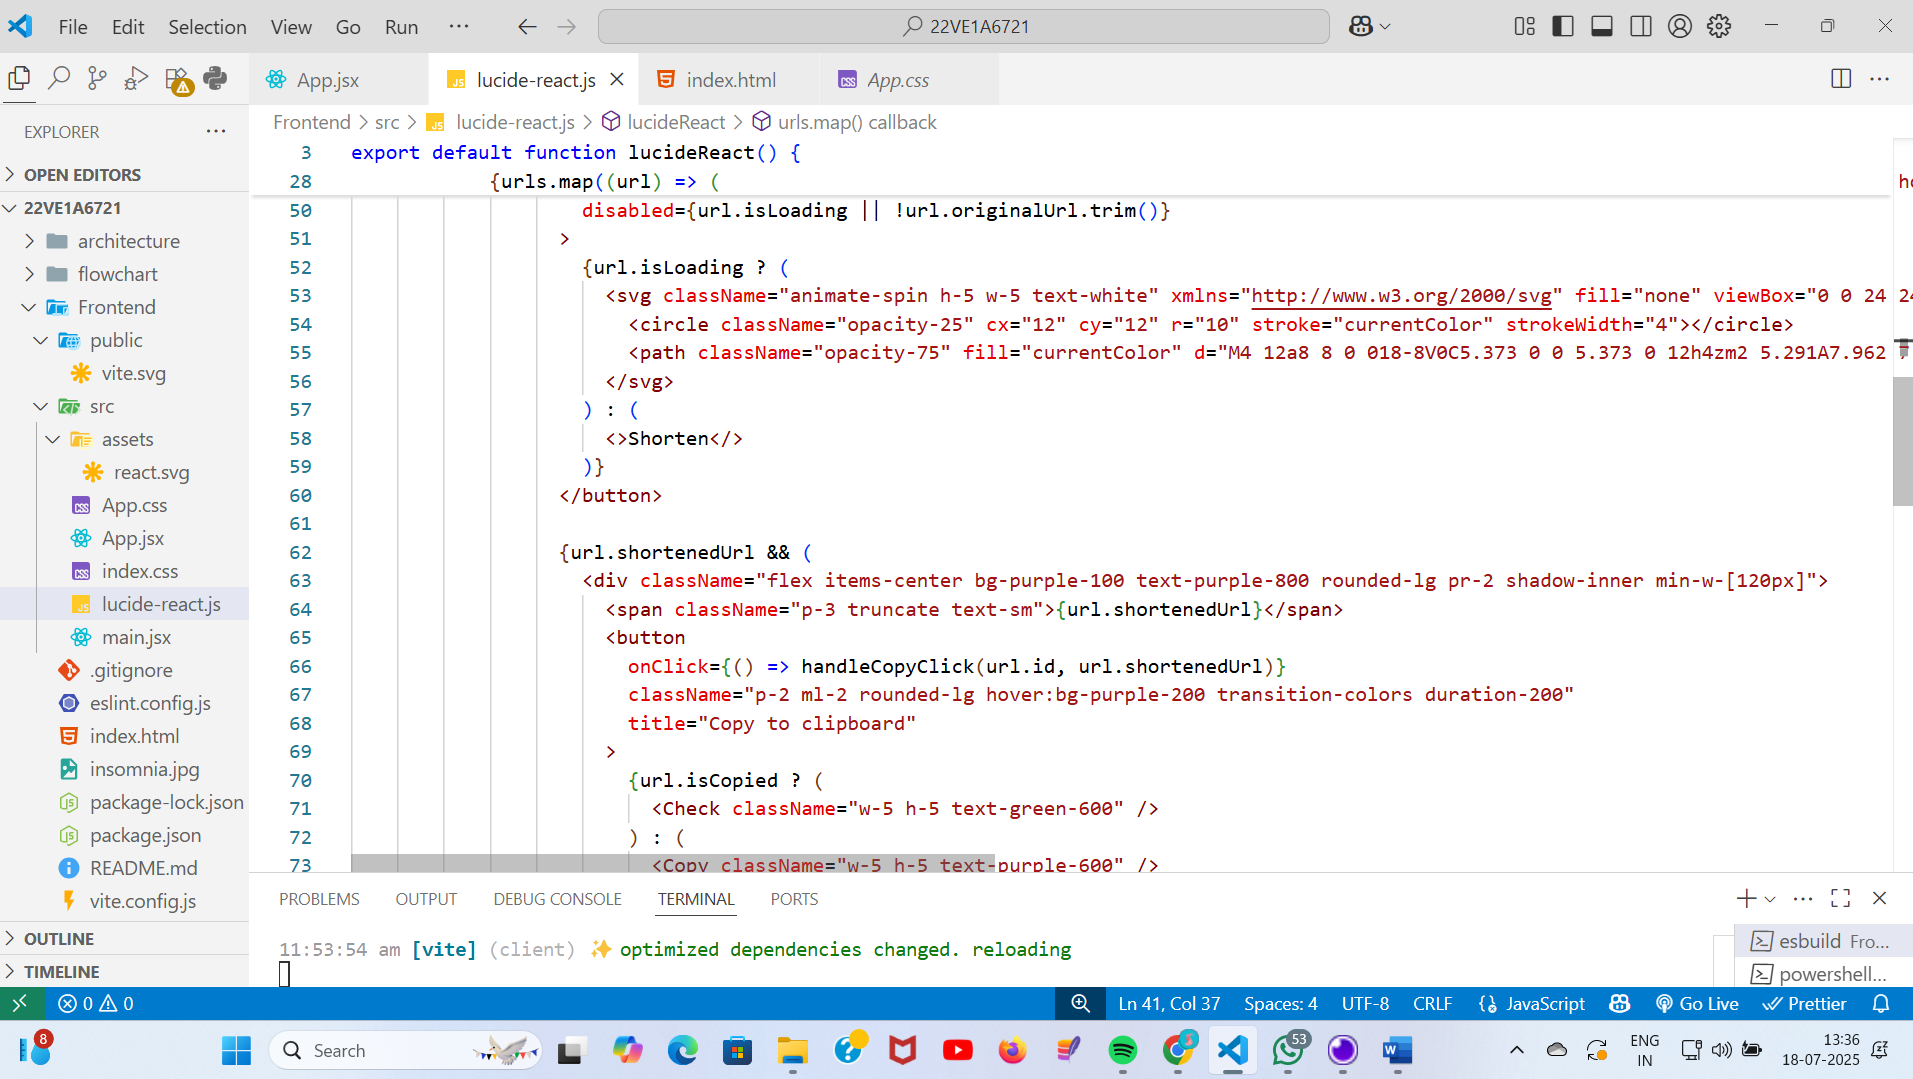 File Edit Selection View Go Run ··· 22VE1A6721
App.jsx lucide-react.js index.html App.css
EXPLORER
OPEN EDITORS
22VE1A6721
architecture
flowchart
Frontend
public
vite.svg
src
assets
react.svg
App.css
App.jsx
index.css
lucide-react.js
main.jsx
.gitignore
eslint.config.js
index.html
insomnia.jpg
package-lock.json
package.json
README.md
vite.config.js
OUTLINE
TIMELINE
Frontend > src > lucide-react.js > lucideReact > urls.map() callback
3 export default function lucideReact() {
28 {urls.map((url) => (
50 disabled={url.isLoading || !url.originalUrl.trim()}
51 >
52 {url.isLoading ? (
53 <svg className="animate-spin h-5 w-5 text-white" xmlns="http://www.w3.org/2000/svg" fill="none" viewBox="0 0 24 24
54 <circle className="opacity-25" cx="12" cy="12" r="10" stroke="currentColor" strokeWidth="4"></circle>
55 <path className="opacity-75" fill="currentColor" d="M4 12a8 8 0 018-8V0C5.373 0 0 5.373 0 12h4zm2 5.291A7.962
56 </svg>
57 ) : (
58 <>Shorten</>
59 )}
60 </button>
61
62 {url.shortenedUrl && (
63 <div className="flex items-center bg-purple-100 text-purple-800 rounded-lg pr-2 shadow-inner min-w-[120px]">
64 <span className="p-3 truncate text-sm">{url.shortenedUrl}</span>
65 <button
66 onClick={() => handleCopyClick(url.id, url.shortenedUrl)}
67 className="p-2 ml-2 rounded-lg hover:bg-purple-200 transition-colors duration-200"
68 title="Copy to clipboard"
69 >
70 {url.isCopied ? (
71 <Check className="w-5 h-5 text-green-600" />
72 ) : (
73 <Copy className="w-5 h-5 text-purple-600" />
PROBLEMS OUTPUT DEBUG CONSOLE TERMINAL PORTS
11:53:54 am [vite] (client) ✨ optimized dependencies changed. reloading
esbuild Fro...
powershell...
0 0 Ln 41, Col 37 Spaces: 4 UTF-8 CRLF {} JavaScript Go Live Prettier
8 Search 53 ENG IN 13:36
18-07-2025